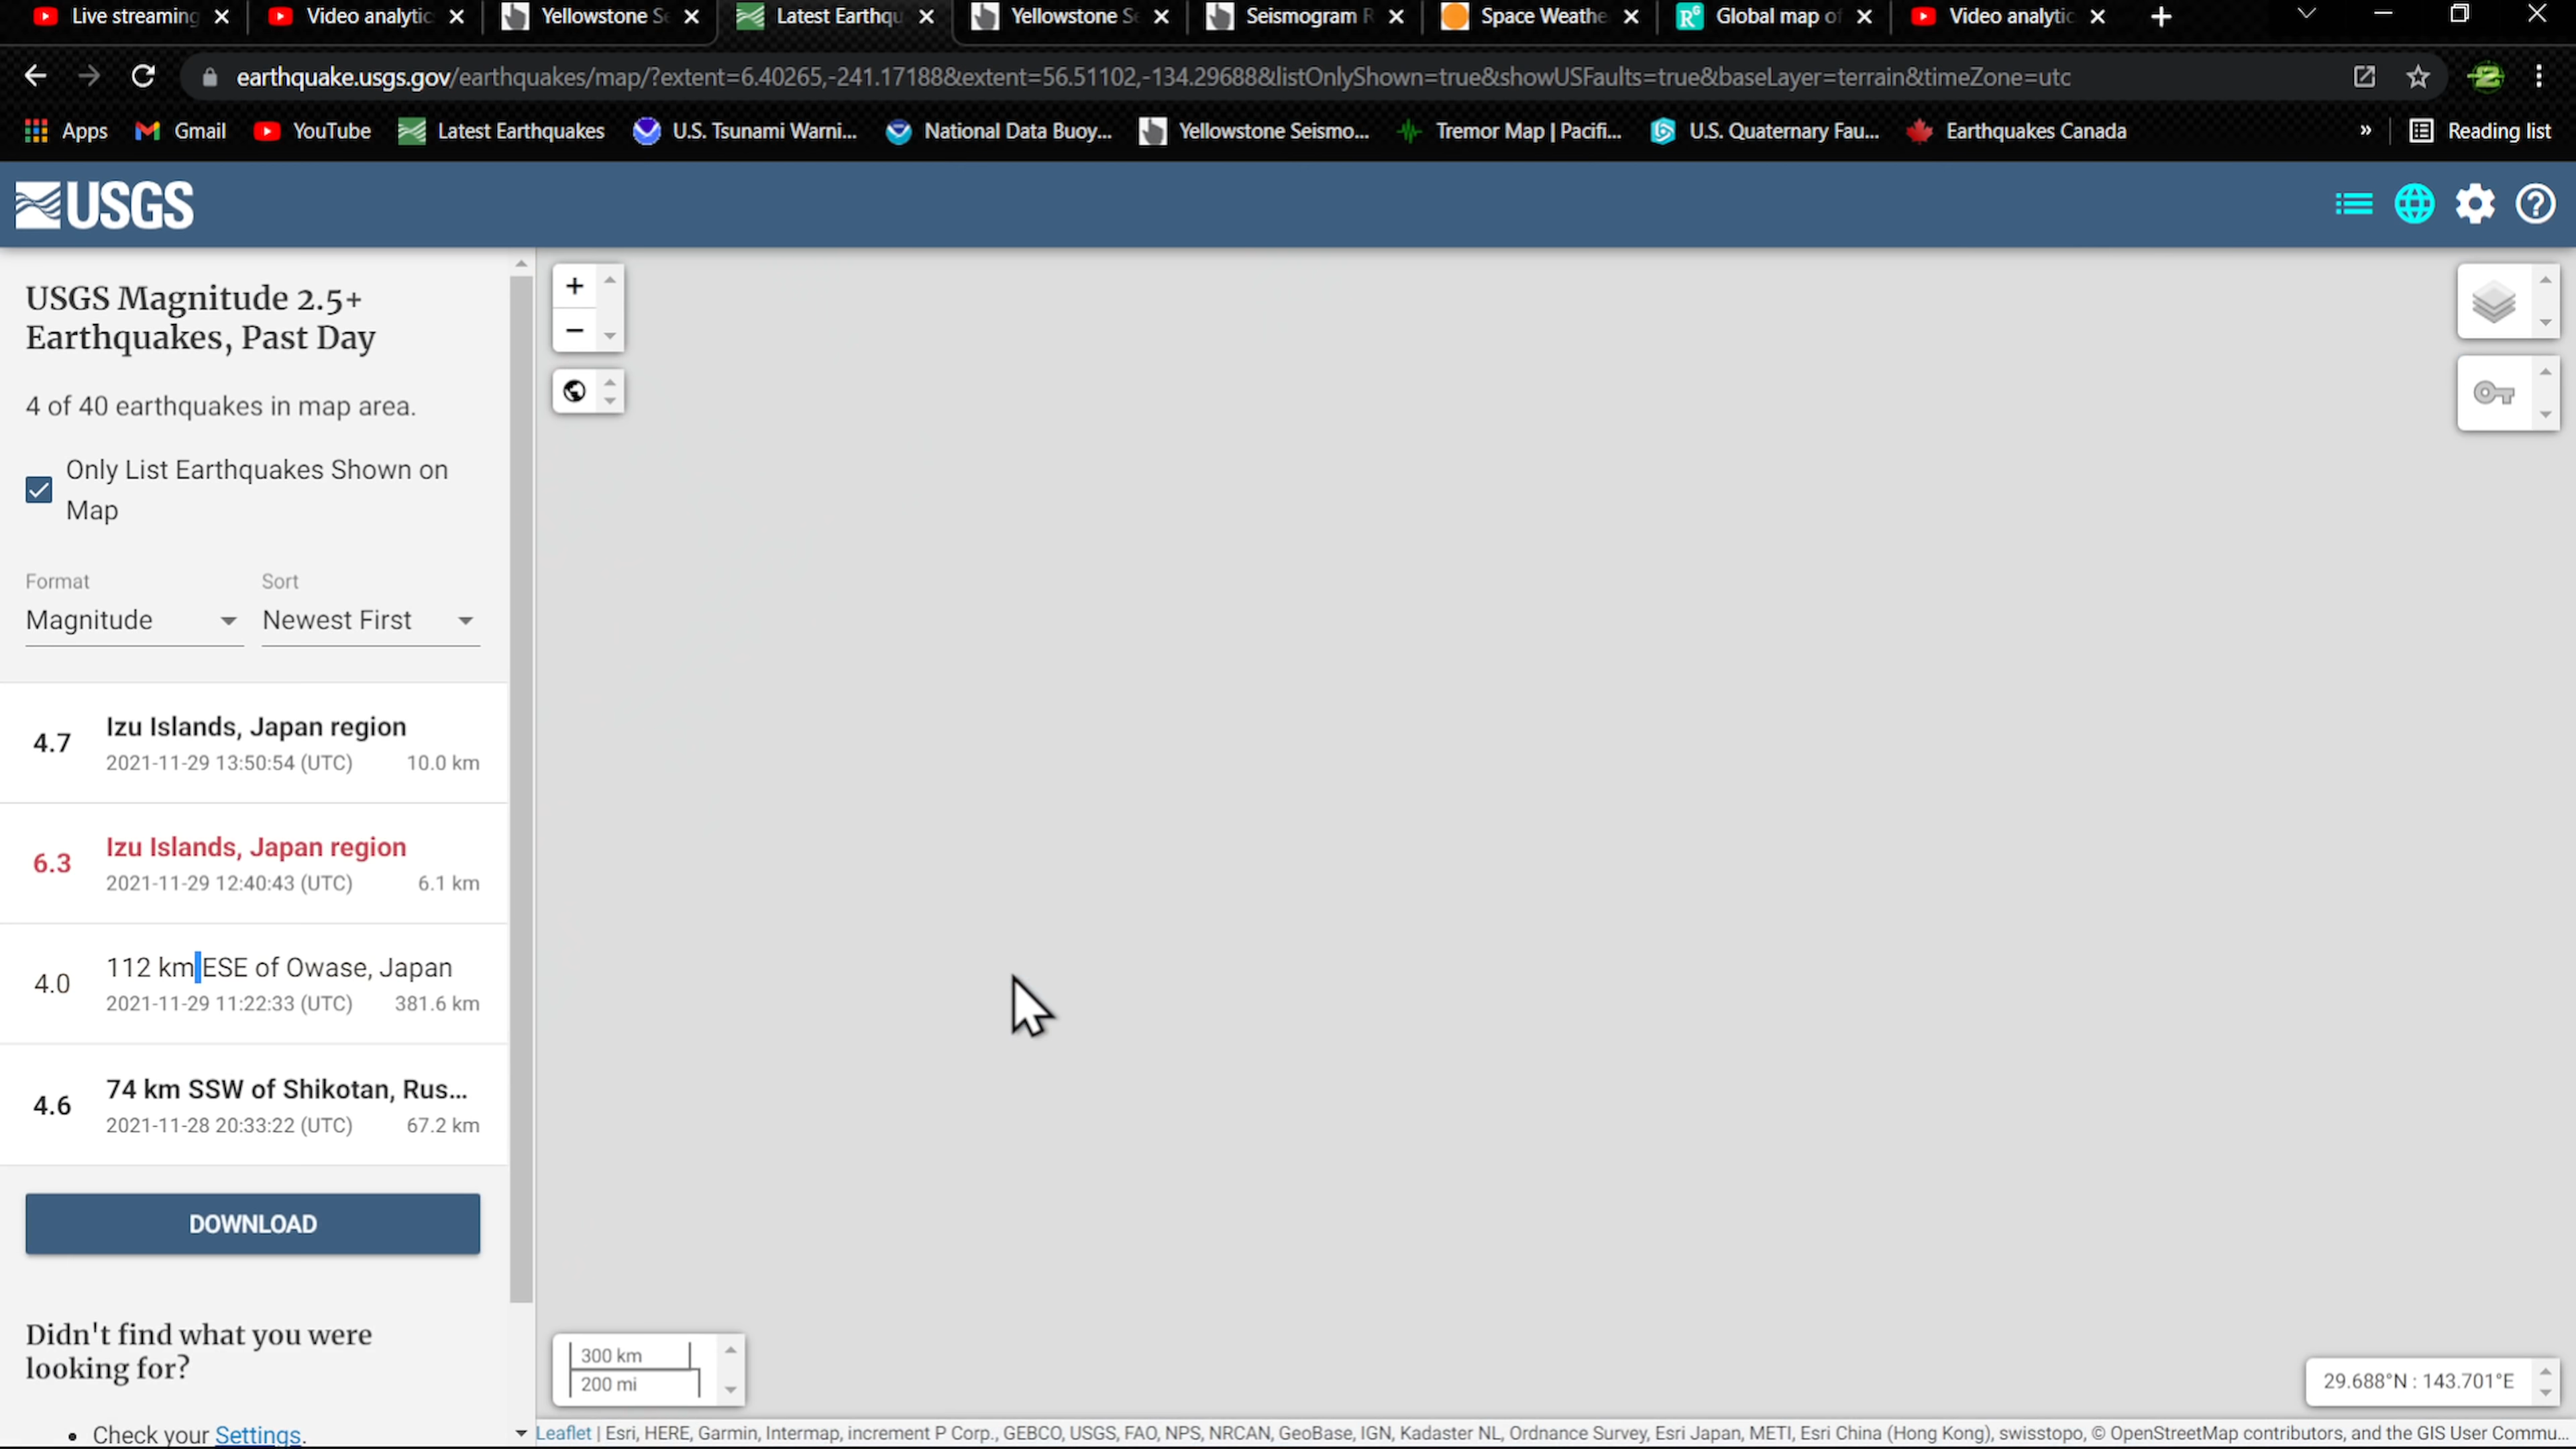 Live streaming
Video analytic
Yellowstone Se
Latest Earthqu
Yellowstone Se
Seismogram R
Space Weathe
Global map of
Video analytic
earthquake.usgs.gov/earthquakes/map/?extent=6.40265,-241.17188&extent=56.51102,-134.29688&listOnlyShown=true&showUSFaults=true&baseLayer=terrain&timeZone=utc
Apps
Gmail
YouTube
Latest Earthquakes
U.S. Tsunami Warni...
National Data Buoy...
Yellowstone Seismo...
Tremor Map | Pacifi...
U.S. Quaternary Fau...
Earthquakes Canada
»
Reading list
USGS
USGS Magnitude 2.5+
Earthquakes, Past Day
4 of 40 earthquakes in map area.
Only List Earthquakes Shown on
Map
Format
Sort
Magnitude
Newest First
4.7
Izu Islands, Japan region
2021-11-29 13:50:54 (UTC) 10.0 km
6.3
Izu Islands, Japan region
2021-11-29 12:40:43 (UTC) 6.1 km
4.0
112 km ESE of Owase, Japan
2021-11-29 11:22:33 (UTC) 381.6 km
4.6
74 km SSW of Shikotan, Rus...
2021-11-28 20:33:22 (UTC) 67.2 km
DOWNLOAD
Didn't find what you were
looking for?
• Check your Settings.
+
−
300 km
200 mi
29.688°N : 143.701°E
Leaflet | Esri, HERE, Garmin, Intermap, increment P Corp., GEBCO, USGS, FAO, NPS, NRCAN, GeoBase, IGN, Kadaster NL, Ordnance Survey, Esri Japan, METI, Esri China (Hong Kong), swisstopo, © OpenStreetMap contributors, and the GIS User Commu...